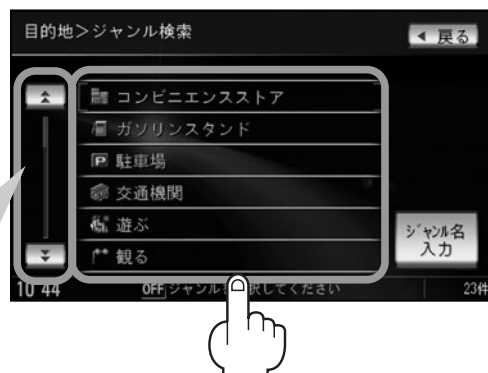 目的地＞ジャンル検索
◀ 戻る
コンビニエンスストア
ガソリンスタンド
P 駐車場
交通機関
遊ぶ
観る
ジャンル名
入力
10 44
OFF ジャンルを 択してください
23件